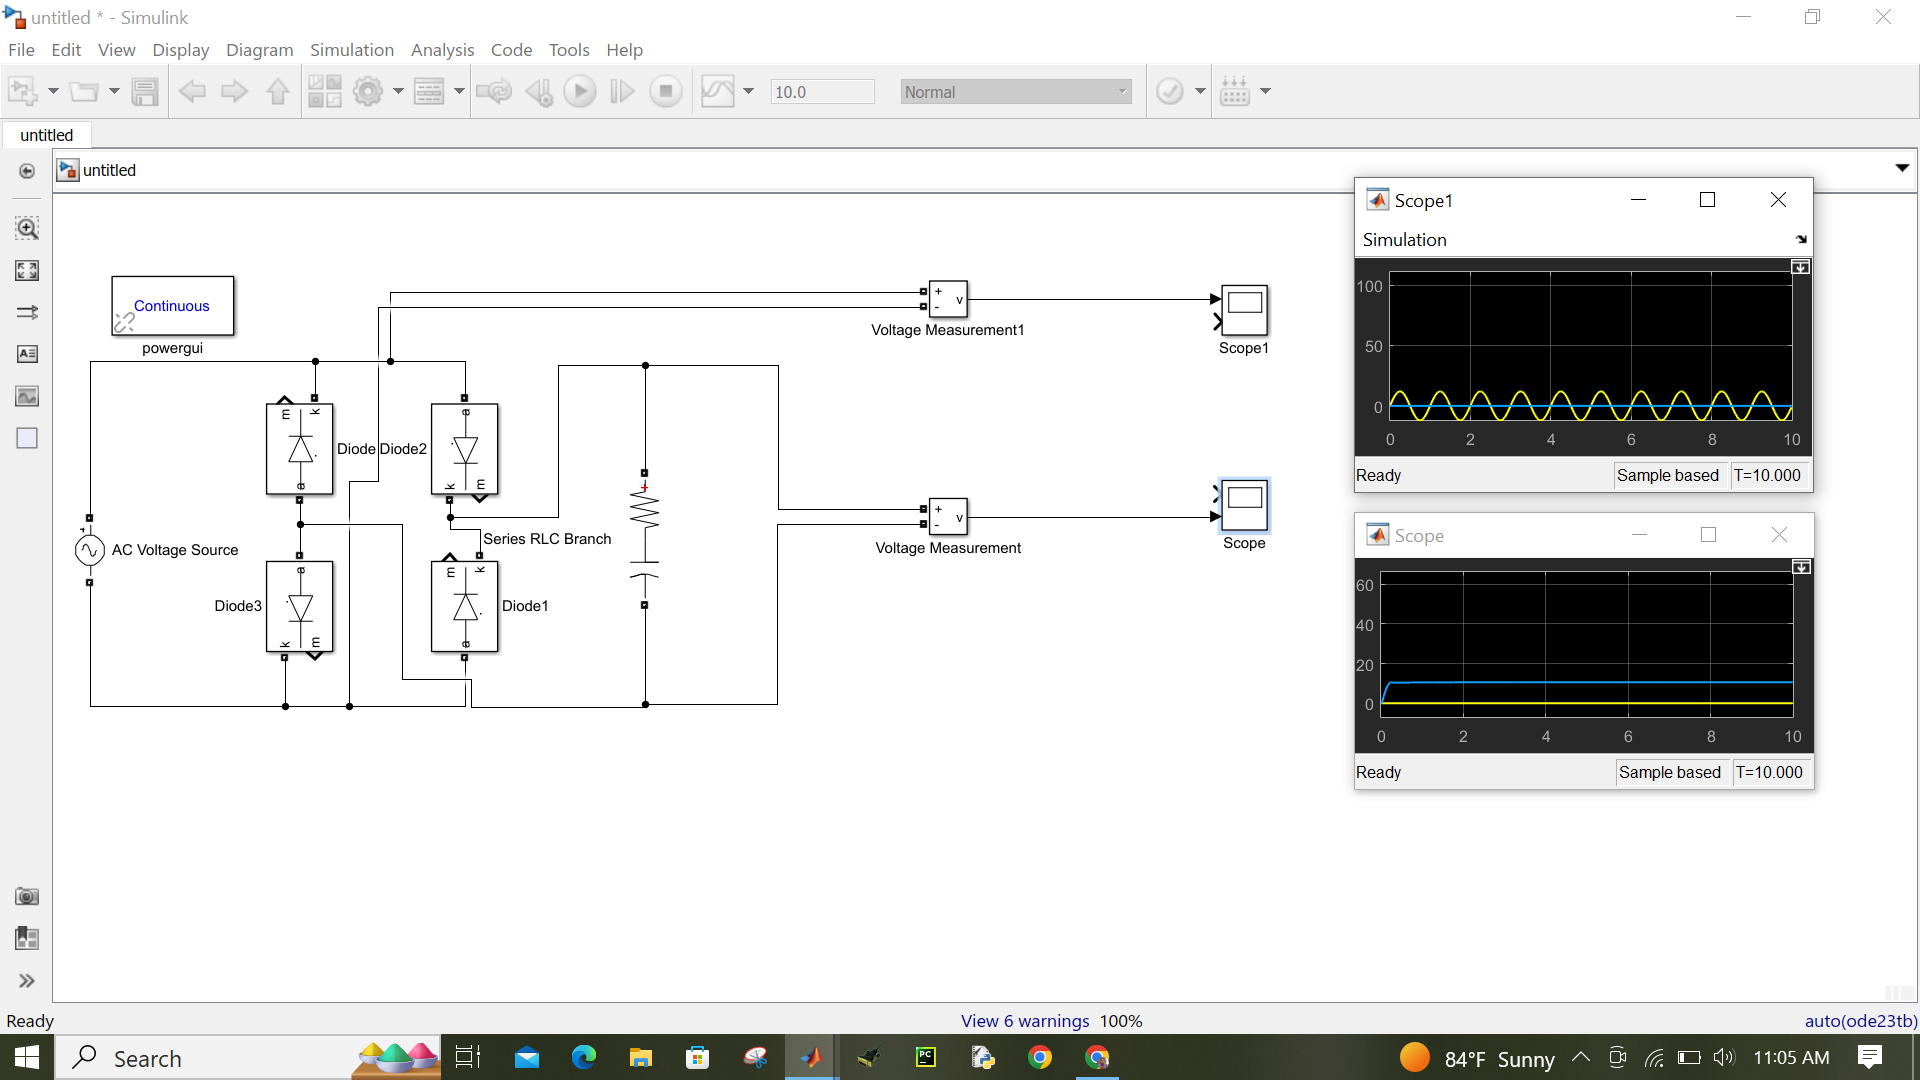 untitled * - Simulink
File Edit View Display Diagram Simulation Analysis Code Tools Help
10.0 Normal
untitled
untitled
Continuous
powergui
+ - v
Voltage Measurement1
Scope1
m k
a
Diode
Diode2
a
k m
AC Voltage Source
+
Series RLC Branch
+
+ - v
Voltage Measurement
Scope
Diode3
a
k m
m k
a
Diode1
Scope1
Simulation
100
50
0
0 2 4 6 8 10
Ready Sample based T=10.000
Scope
60
40
20
0
0 2 4 6 8 10
Ready Sample based T=10.000
Ready View 6 warnings 100% auto(ode23tb)
Search PC 84°F Sunny 11:05 AM